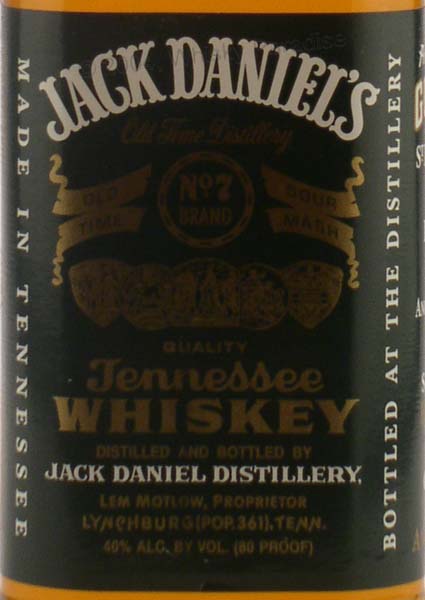 JACK DANIEL'S
Old Time Distillery
No. 7
BRAND
OLD
TIME
SOUR
MASH
QUALITY
Tennessee
WHISKEY
DISTILLED AND BOTTLED BY
JACK DANIEL DISTILLERY,
LEM MOTLOW, PROPRIETOR
LYNCHBURG (POP. 361), TENN.
40% ALC. BY VOL. (80 PROOF)
MADE IN TENNESSEE
BOTTLED AT THE DISTILLERY